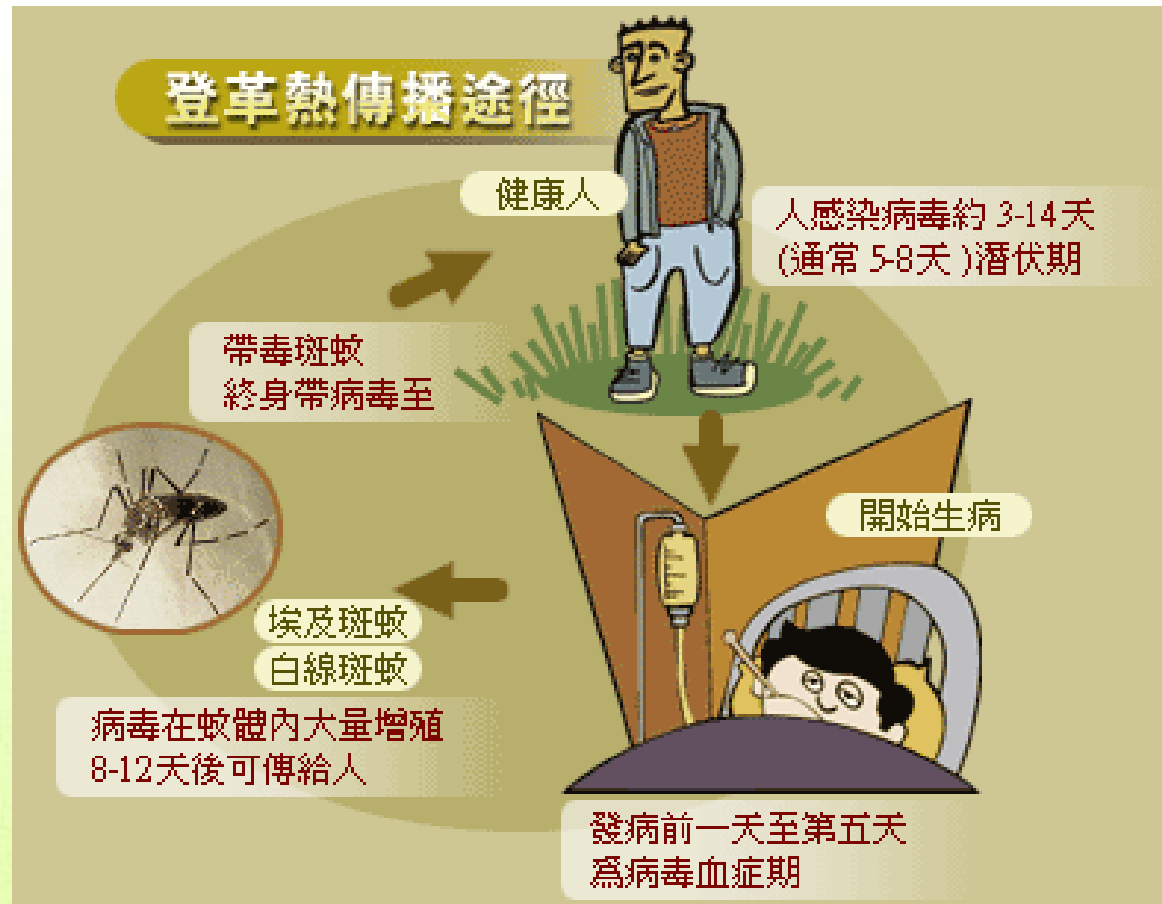 登革熱傳播途徑
健康人
人感染病毒約 3-14天
(通常 5-8天 )潛伏期
帶毒斑蚊
終身帶病毒至
開始生病
埃及斑蚊
白線斑蚊
病毒在蚊體內大量增殖
8-12天後可傳給人
發病前一天至第五天
爲病毒血症期